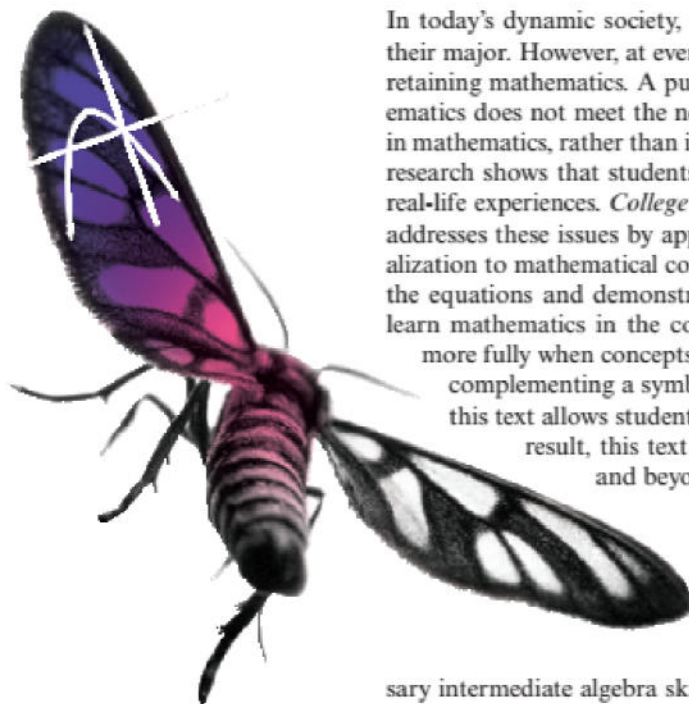 In today's dynamic society,
their major. However, at ever
retaining mathematics. A pu
ematics does not meet the ne
in mathematics, rather than i
research shows that students
real-life experiences. College
addresses these issues by app
alization to mathematical co
the equations and demonstr
learn mathematics in the co
more fully when concepts
complementing a symb
this text allows student
result, this text
and beyo
sary intermediate algebra sk